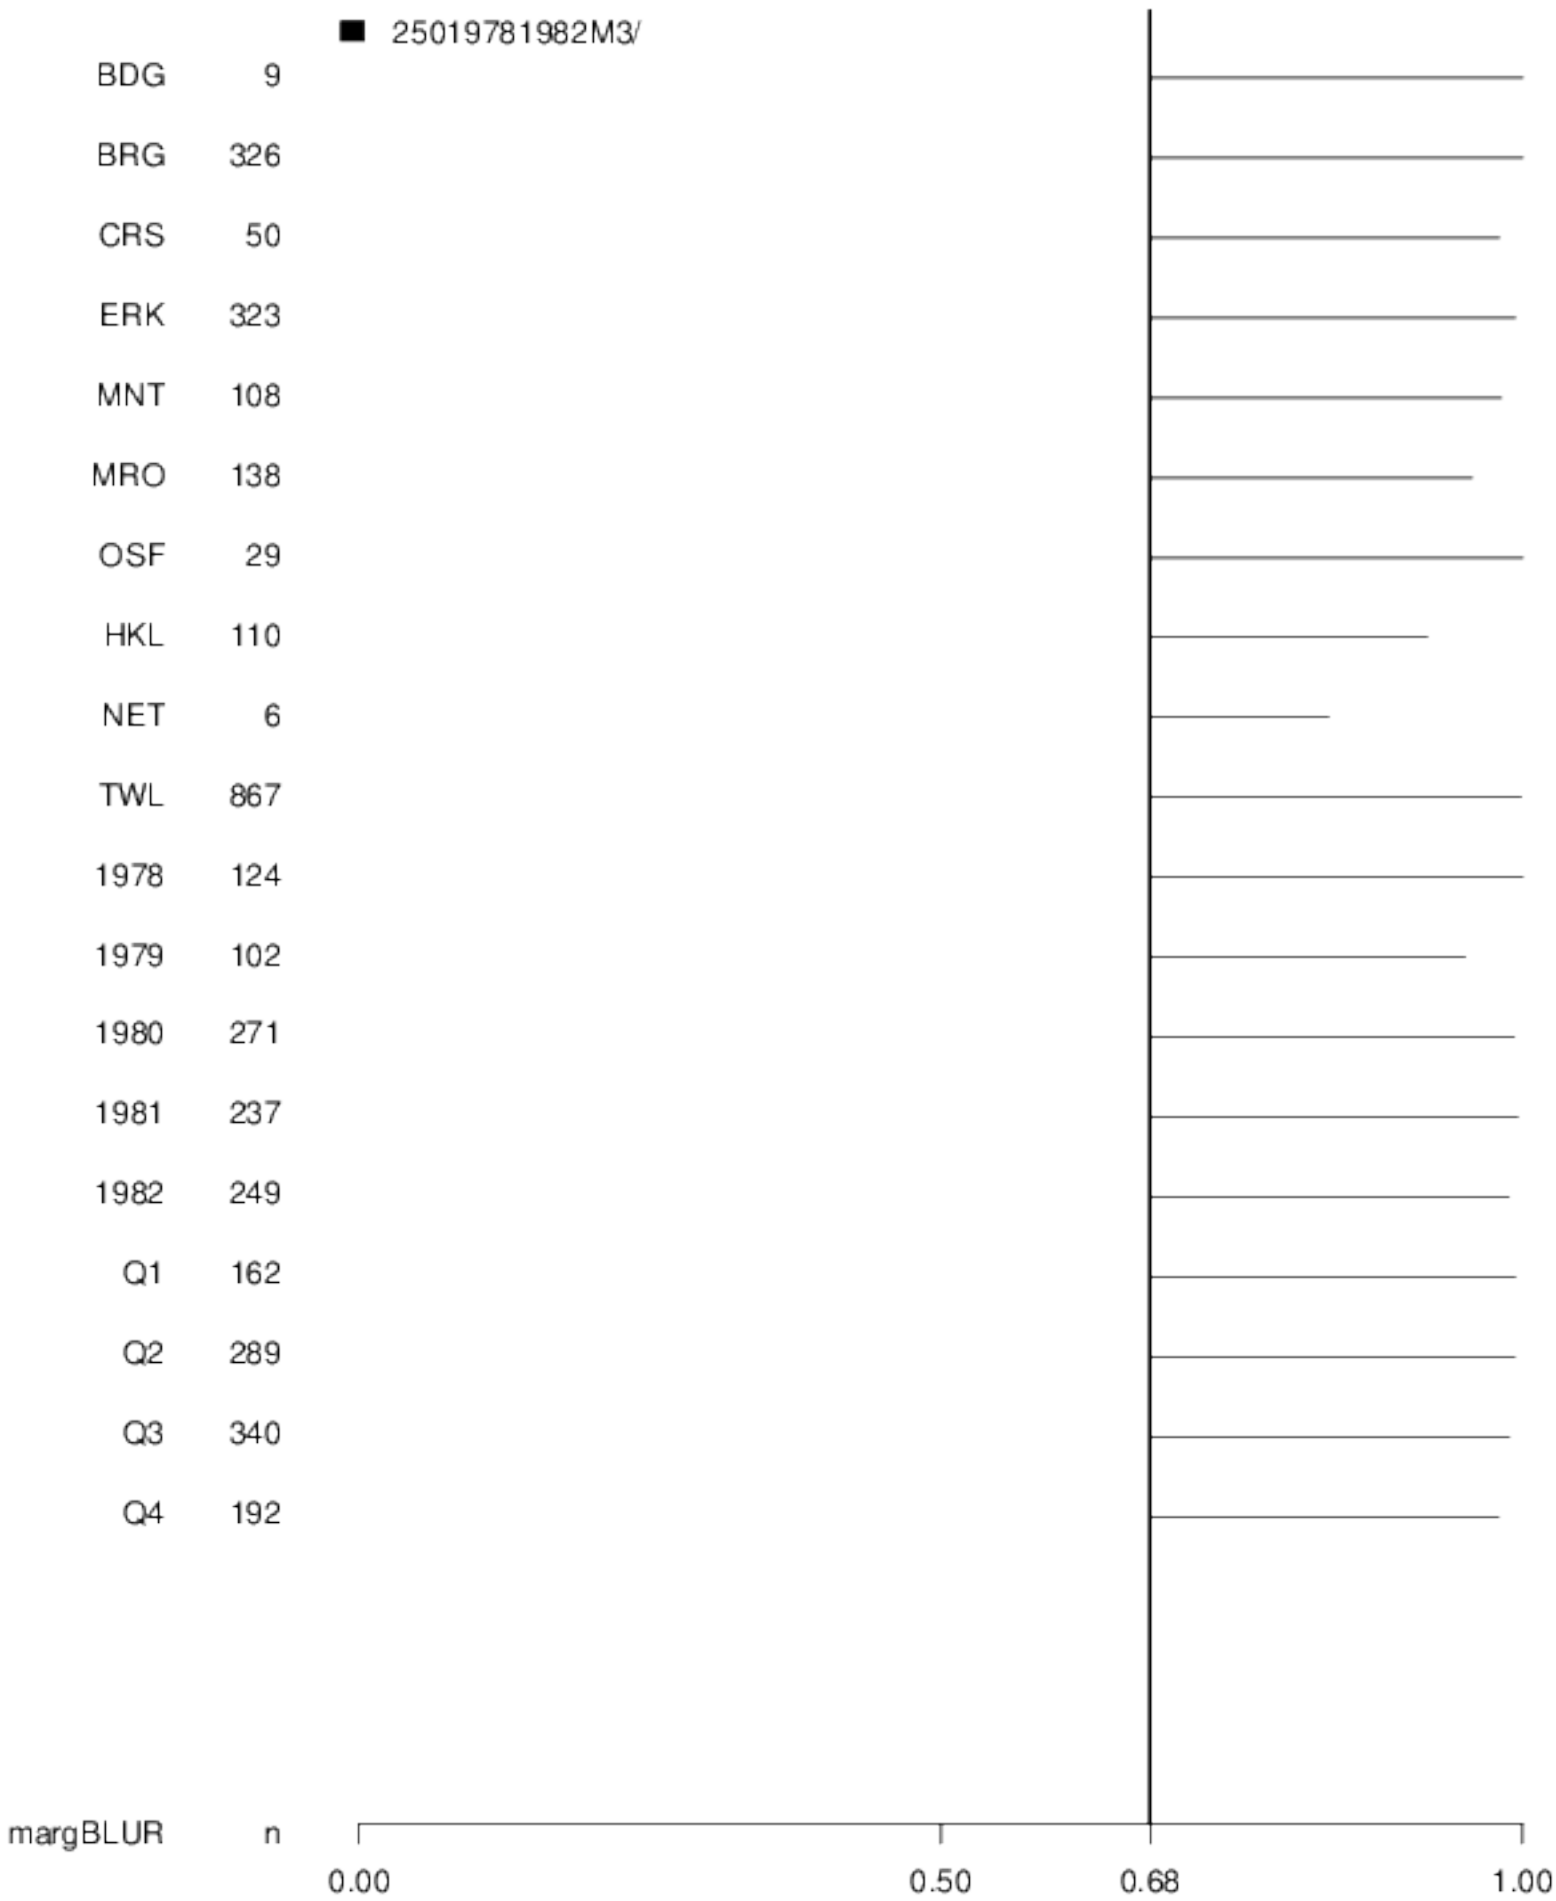 ■ 25019781982M3/
BDG 9
BRG 326
CRS 50
ERK 323
MNT 108
MRO 138
OSF 29
HKL 110
NET 6
TWL 867
1978 124
1979 102
1980 271
1981 237
1982 249
Q1 162
Q2 289
Q3 340
Q4 192
margBLUR n
0.00 0.50 0.68 1.00